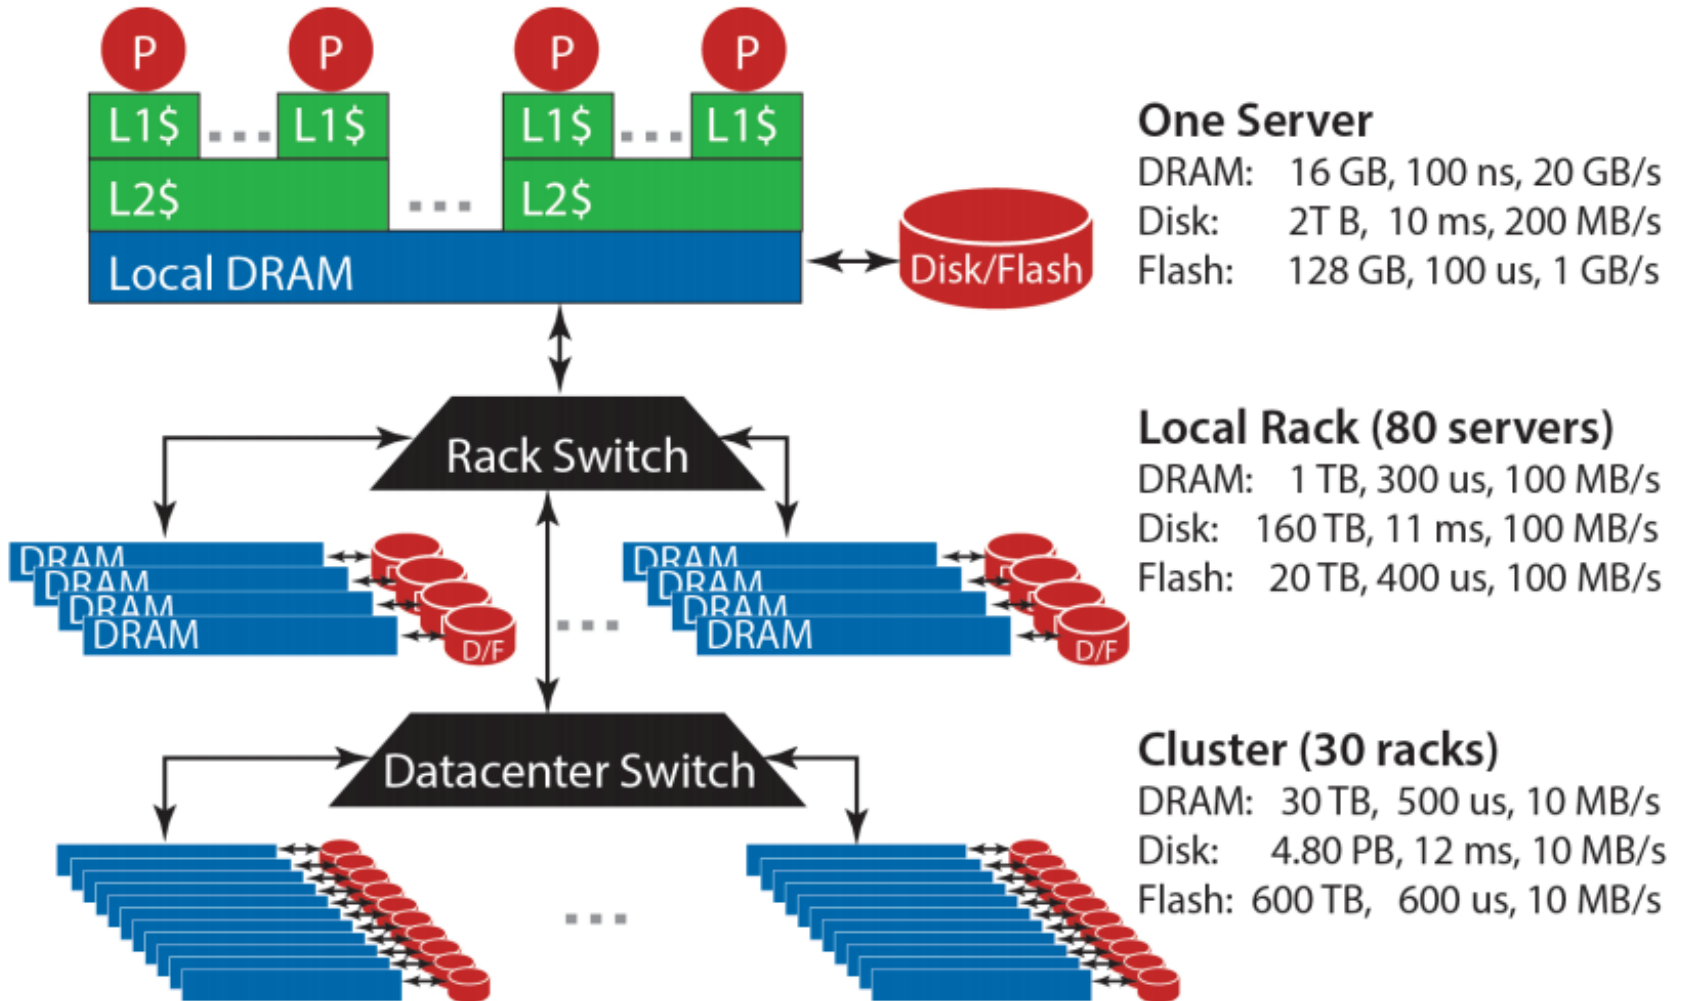 P P P P
L1$ L1$ L1$ L1$
L2$ L2$
Local DRAM
Disk/Flash
One Server
DRAM: 16 GB, 100 ns, 20 GB/s
Disk: 2T B, 10 ms, 200 MB/s
Flash: 128 GB, 100 us, 1 GB/s
Rack Switch
Local Rack (80 servers)
DRAM: 1 TB, 300 us, 100 MB/s
Disk: 160 TB, 11 ms, 100 MB/s
Flash: 20 TB, 400 us, 100 MB/s
DRAM DRAM
DRAM DRAM
DRAM DRAM
DRAM DRAM
D/F D/F
Datacenter Switch
Cluster (30 racks)
DRAM: 30 TB, 500 us, 10 MB/s
Disk: 4.80 PB, 12 ms, 10 MB/s
Flash: 600 TB, 600 us, 10 MB/s